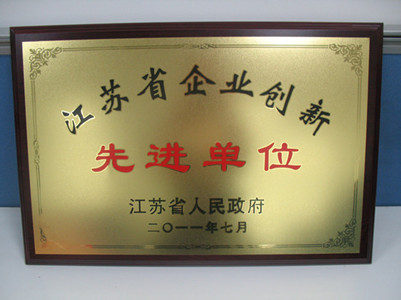 江苏省企业创新
先进单位
江苏省人民政府
二〇一一年七月